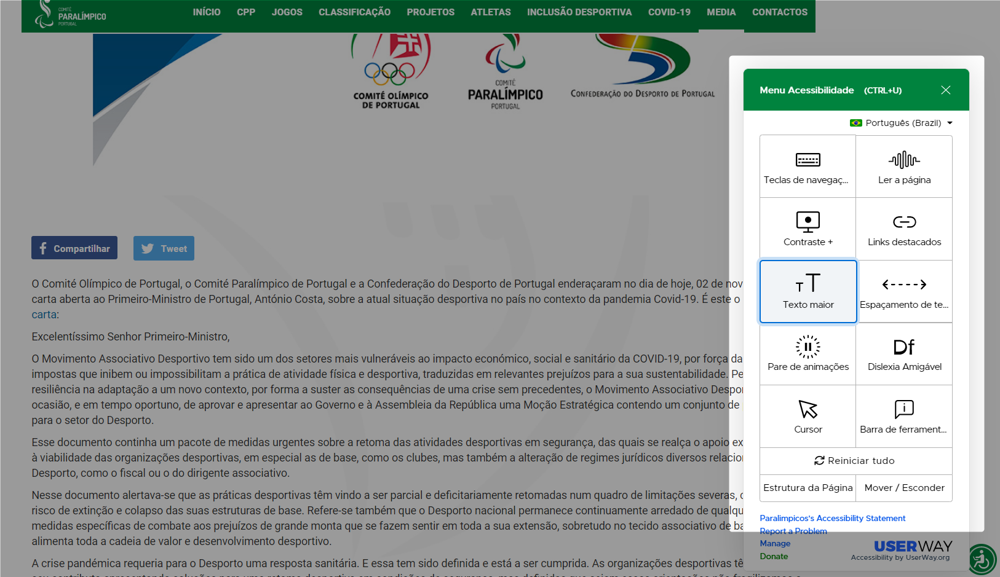 COMITÉ
PARALÍMPICO
PORTUGAL
INÍCIO CPP JOGOS CLASSIFICAÇÃO PROJETOS ATLETAS INCLUSÃO DESPORTIVA COVID-19 MEDIA CONTACTOS
COMITÉ OLÍMPICO
DE PORTUGAL
COMITÉ
PARALÍMPICO
PORTUGAL
CONFEDERAÇÃO DO DESPORTO DE PORTUGAL
Compartilhar
Tweet
O Comité Olímpico de Portugal, o Comité Paralímpico de Portugal e a Confederação do Desporto de Portugal enderaçaram no dia de hoje, 02 de nov
carta aberta ao Primeiro-Ministro de Portugal, António Costa, sobre a atual situação desportiva no país no contexto da pandemia Covid-19. É este o
carta:
Excelentíssimo Senhor Primeiro-Ministro,
O Movimento Associativo Desportivo tem sido um dos setores mais vulneráveis ao impacto económico, social e sanitário da COVID-19, por força da
impostas que inibem ou impossibilitam a prática de atividade física e desportiva, traduzidas em relevantes prejuízos para a sua sustentabilidade. Pe
resiliência na adaptação a um novo contexto, por forma a suster as consequências de uma crise sem precedentes, o Movimento Associativo Despor
ocasião, e em tempo oportuno, de aprovar e apresentar ao Governo e à Assembleia da República uma Moção Estratégica contendo um conjunto de
para o setor do Desporto.
Esse documento continha um pacote de medidas urgentes sobre a retoma das atividades desportivas em segurança, das quais se realça o apoio ex
à viabilidade das organizações desportivas, em especial as de base, como os clubes, mas também a alteração de regimes jurídicos diversos relacion
Desporto, como o fiscal ou o do dirigente associativo.
Nesse documento alertava-se que as práticas desportivas têm vindo a ser parcial e deficitariamente retomadas num quadro de limitações severas,
risco de extinção e colapso das suas estruturas de base. Refere-se também que o Desporto nacional permanece continuamente arredado de qualqu
medidas específicas de combate aos prejuízos de grande monta que se fazem sentir em toda a sua extensão, sobretudo no tecido associativo de ba
alimenta toda a cadeia de valor e desenvolvimento desportivo.
A crise pandémica requeria para o Desporto uma resposta sanitária. E essa tem sido definida e está a ser cumprida. As organizações desportivas tê
Menu Acessibilidade (CTRL+U)
Português (Brazil)
Teclas de navegaç...
Ler a página
Contraste +
Links destacados
Texto maior
Espaçamento de te...
Pare de animações
Dislexia Amigável
Cursor
Barra de ferrament...
Reiniciar tudo
Estrutura da Página
Mover / Esconder
Paralimpicos's Accessibility Statement
Report a Problem
Manage
Donate
USERWAY
Accessibility by UserWay.org